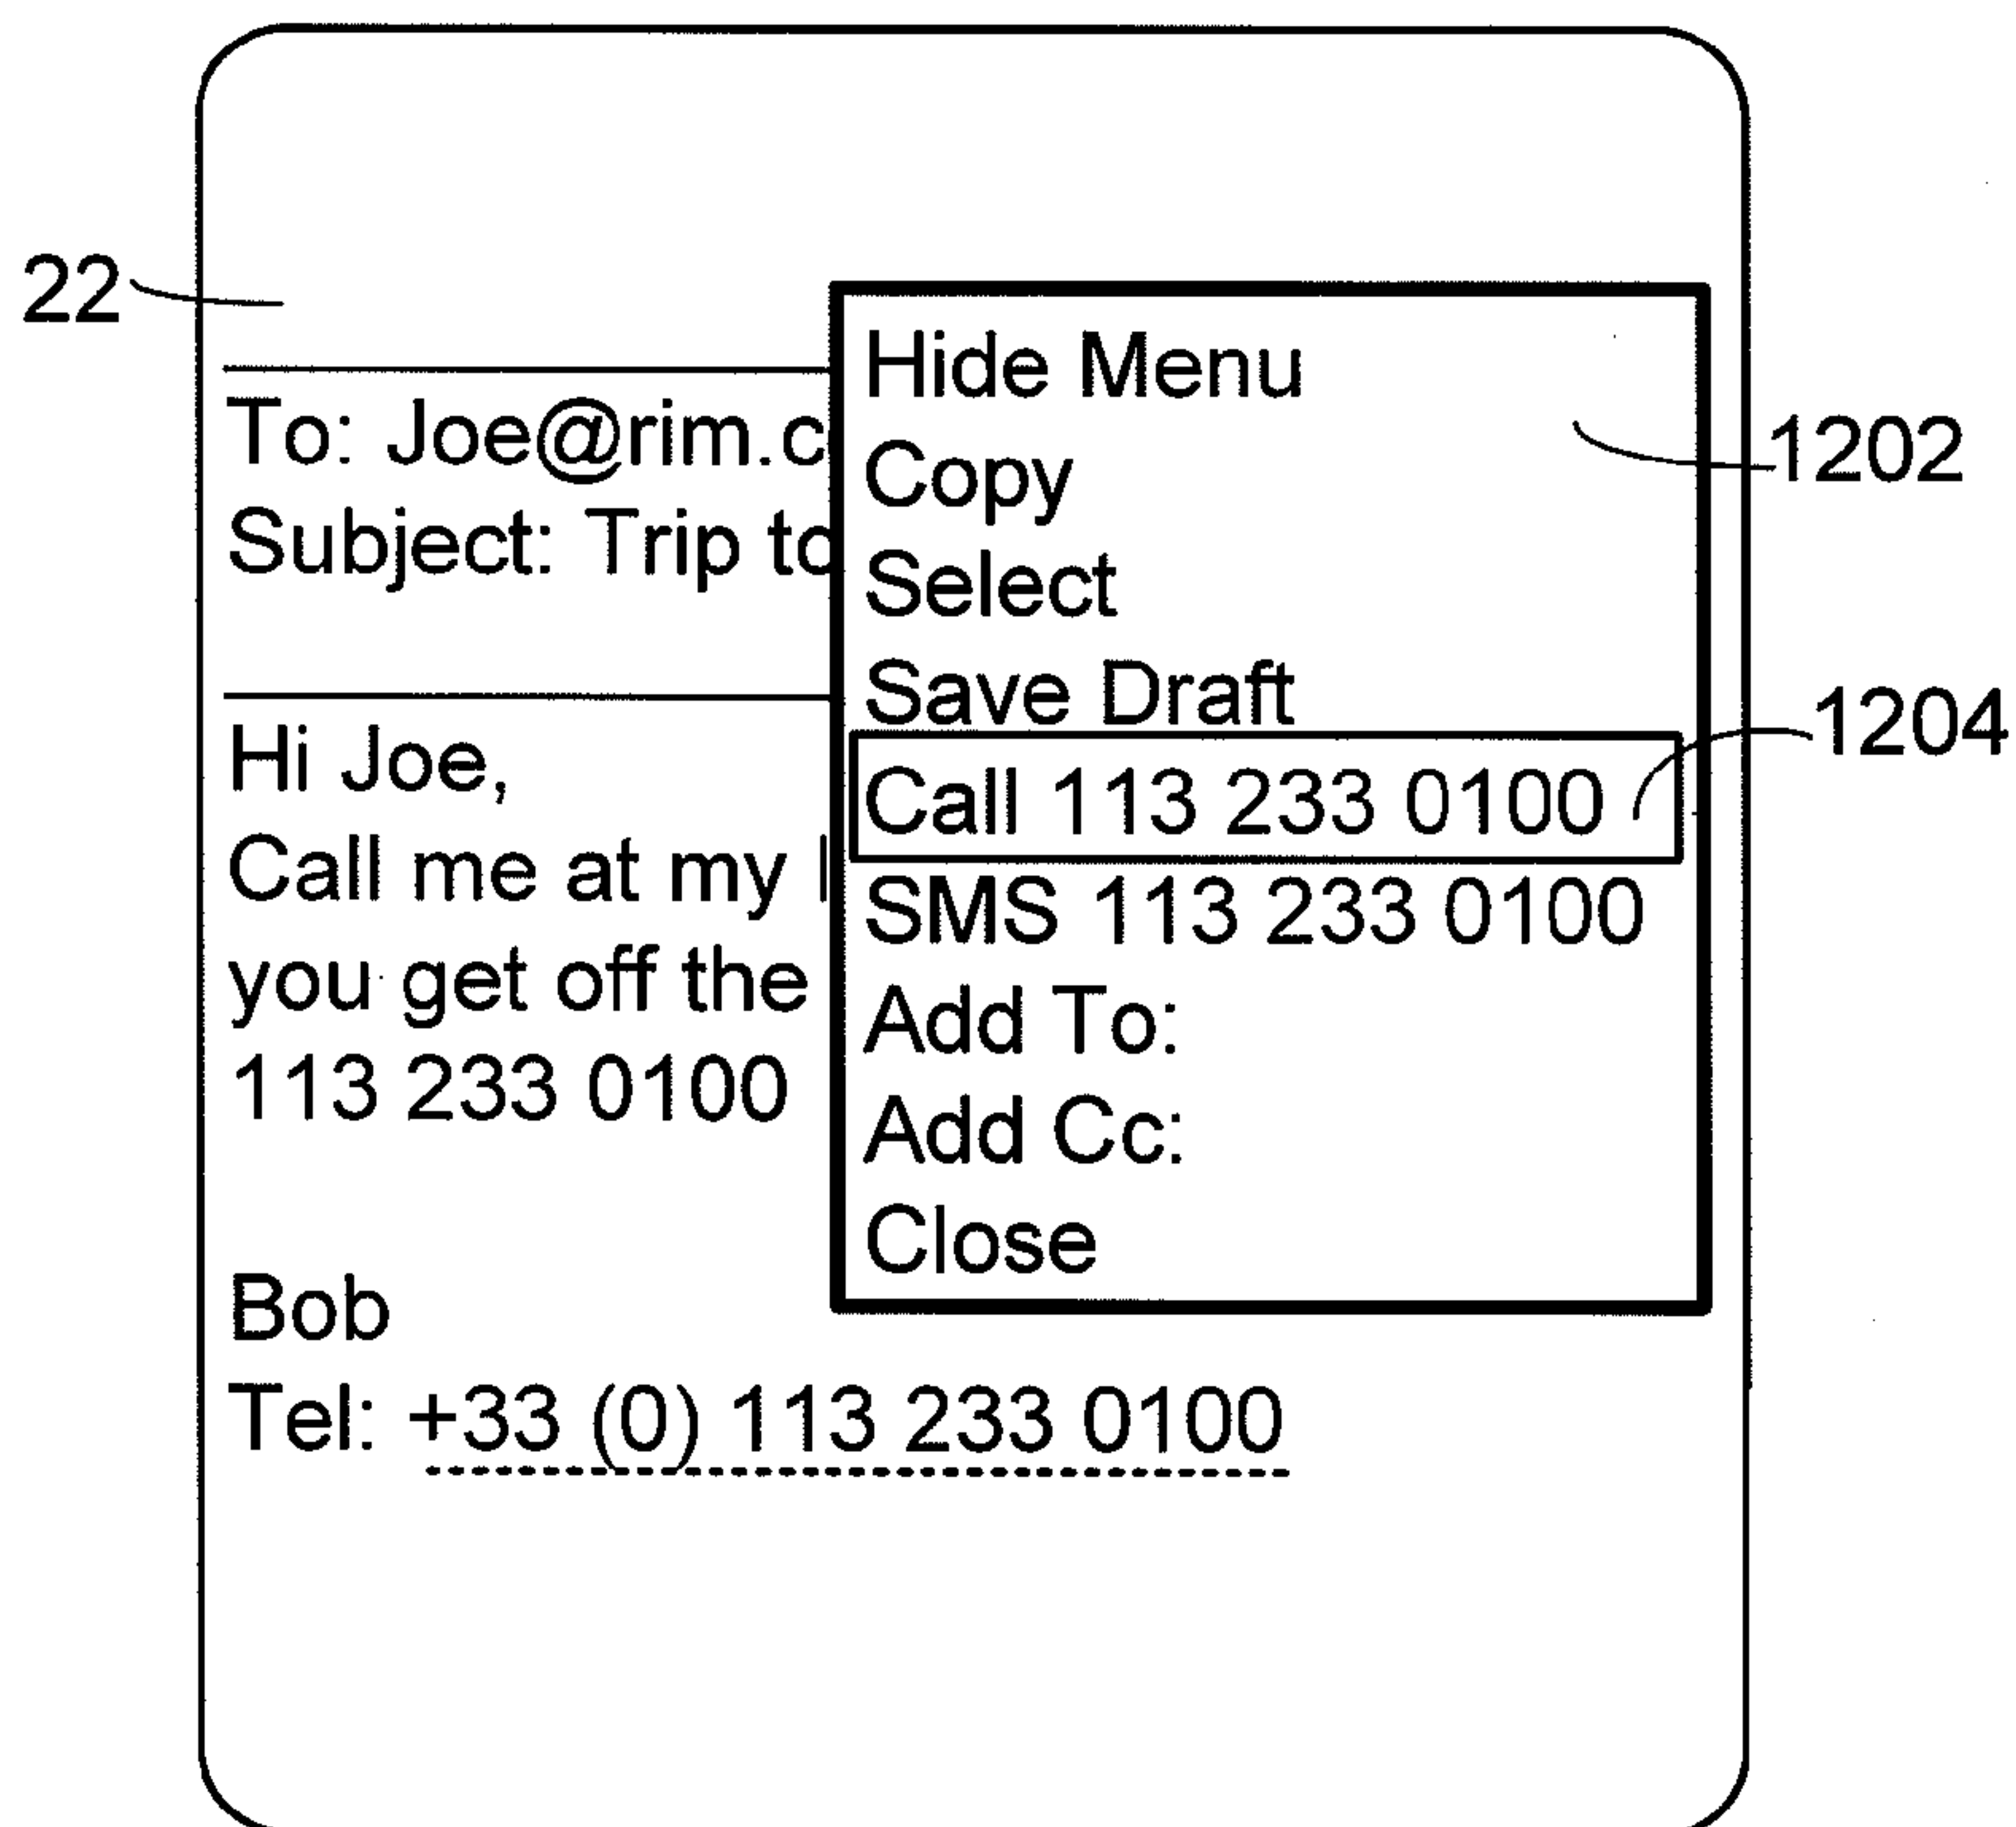 22
To: Joe@rim.c
Subject: Trip to
Hi Joe,
Call me at my
you get off the
113 233 0100
Bob
Tel: +33 (0) 113 233 0100
Hide Menu
Copy
Select
Save Draft
Call 113 233 0100
SMS 113 233 0100
Add To:
Add Cc:
Close
1202
1204